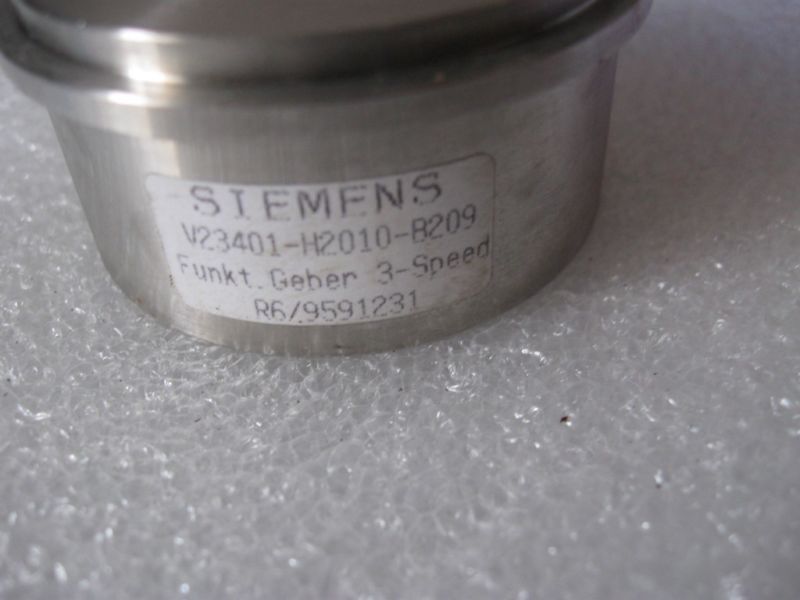 SIEMENS
V23401-H2010-B209
Funkt.Geber 3-Speed
R6/9591231